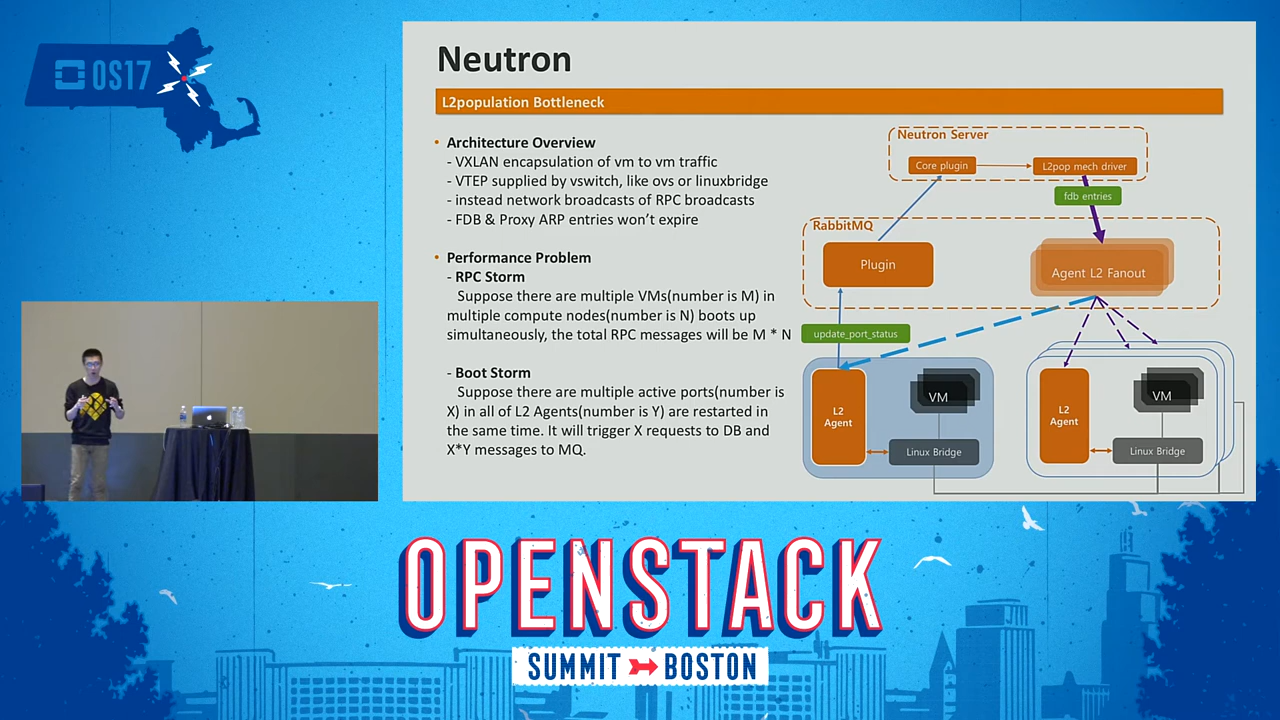 OS17
Neutron
L2population Bottleneck
• Architecture Overview
- VXLAN encapsulation of vm to vm traffic
- VTEP supplied by vswitch, like ovs or linuxbridge
- instead network broadcasts of RPC broadcasts
- FDB & Proxy ARP entries won't expire
• Performance Problem
- RPC Storm
Suppose there are multiple VMs(number is M) in
multiple compute nodes(number is N) boots up
simultaneously, the total RPC messages will be M * N
- Boot Storm
Suppose there are multiple active ports(number is
X) in all of L2 Agents(number is Y) are restarted in
the same time. It will trigger X requests to DB and
X*Y messages to MQ.
Neutron Server
Core plugin
L2pop mech driver
fdb entries
RabbitMQ
Plugin
Agent L2 Fanout
update_port_status
L2
Agent
VM
Linux Bridge
L2
Agent
VM
Linux Bridge
OPENSTACK
SUMMIT BOSTON